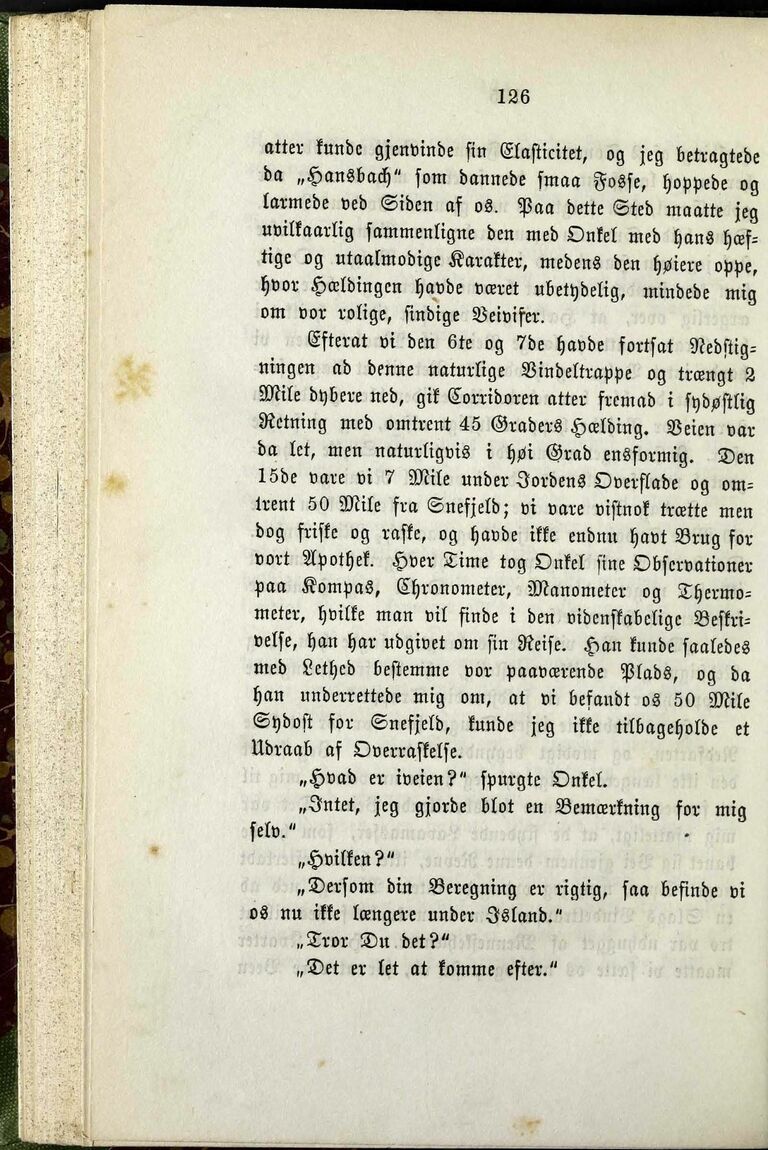 126
atter kunde gjenvinde sin Elasticitet, og jeg betragtede
da „Hansbach" som dannede smaa Fosse, hoppede og
larmede ved Siden af os. Paa dette Sted maatte jeg
uvilkaarlig sammenligne den med Onkel med hans hæf-
tige og utaalmodige Karakter, medens den høiere oppe,
hvor Hældingen havde været ubetydelig, mindede mig
om vor rolige, sindige Veiviser.
Efterat vi den 6te og 7de havde fortsat Nedstig-
ningen ad denne naturlige Vindeltrappe og trængt 2
Mile dybere ned, gik Corridoren atter fremad i sydøstlig
Retning med omtrent 45 Graders Hælding. Veien var
da let, men naturligvis i høi Grad ensformig. Den
15de vare vi 7 Mile under Jordens Overflade og om-
trent 50 Mile fra Snefjeld; vi vare vistnok trætte men
dog friske og raske, og havde ikke endnu havt Brug for
vort Apothek. Hver Time tog Onkel sine Observationer
paa Kompas, Chronometer, Manometer og Thermo-
meter, hvilke man vil finde i den videnskabelige Beskri-
velse, han har udgivet om sin Reise. Han kunde saaledes
med Lethed bestemme vor paaværende Plads, og da
han underrettede mig om, at vi befandt os 50 Mile
Sydost for Snefjeld, kunde jeg ikke tilbageholde et
Udraab af Overraskelse.
„Hvad er iveien?" spurgte Onkel.
„Intet, jeg gjorde blot en Bemærkning for mig
selv."
„Hvilken?"
„Dersom din Beregning er rigtig, saa befinde vi
os nu ikke længere under Island."
„Tror Du det?"
„Det er let at komme efter."